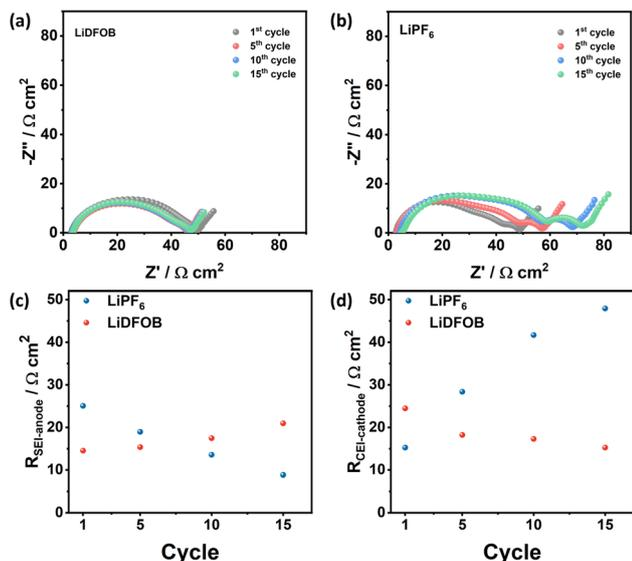 (a)
LiDFOB
1st cycle
5th cycle
10th cycle
15th cycle
-Z'' / Ω cm2
80
60
40
20
0
0 20 40 60 80
Z' / Ω cm2
(b)
LiPF6
1st cycle
5th cycle
10th cycle
15th cycle
-Z'' / Ω cm2
80
60
40
20
0
0 20 40 60 80
Z' / Ω cm2
(c)
LiPF6
LiDFOB
RSEI-anode / Ω cm2
50
40
30
20
10
0
1 5 10 15
Cycle
(d)
LiPF6
LiDFOB
RCEI-cathode / Ω cm2
50
40
30
20
10
0
1 5 10 15
Cycle